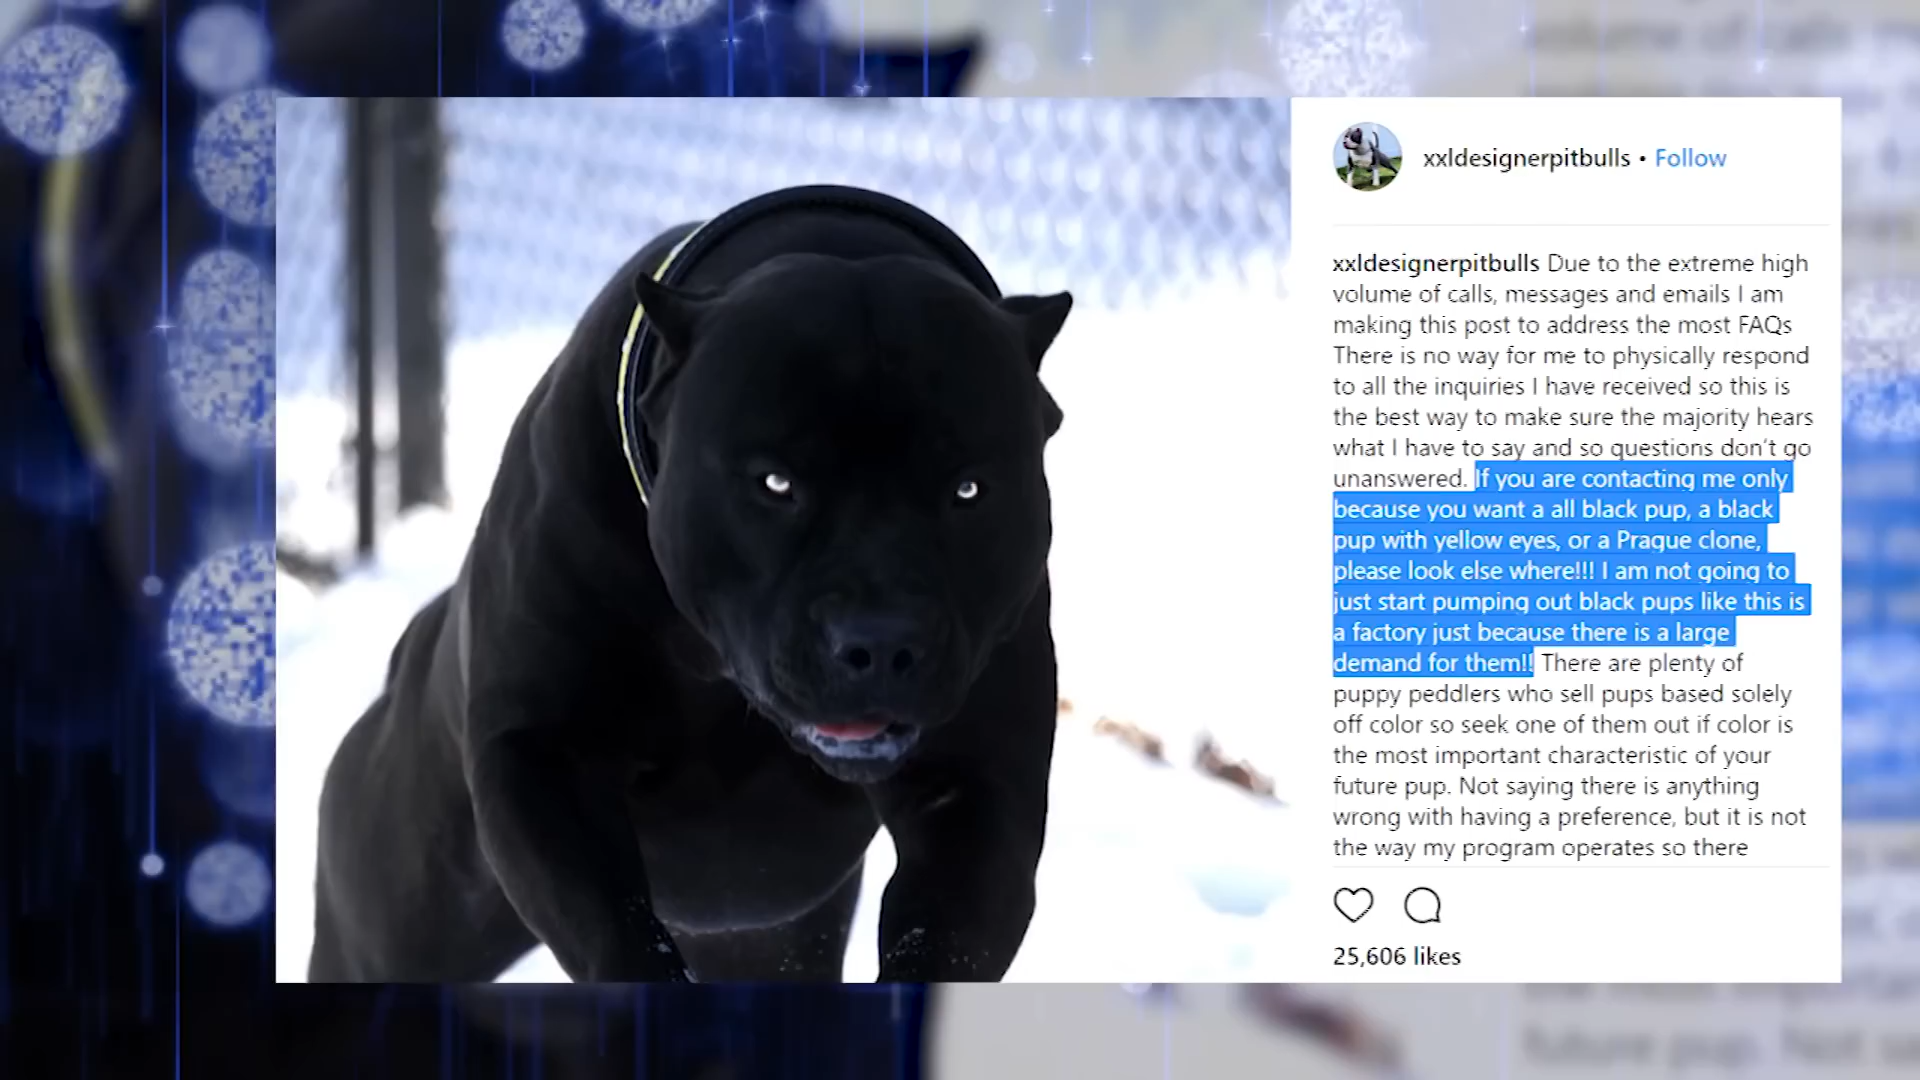 xxldesignerpitbulls • Follow
xxldesignerpitbulls Due to the extreme high
volume of calls, messages and emails I am
making this post to address the most FAQs
There is no way for me to physically respond
to all the inquiries I have received so this is
the best way to make sure the majority hears
what I have to say and so questions don't go
unanswered. If you are contacting me only
because you want a all black pup, a black
pup with yellow eyes, or a Prague clone,
please look else where!!! I am not going to
just start pumping out black pups like this is
a factory just because there is a large
demand for them!! There are plenty of
puppy peddlers who sell pups based solely
off color so seek one of them out if color is
the most important characteristic of your
future pup. Not saying there is anything
wrong with having a preference, but it is not
the way my program operates so there
25,606 likes